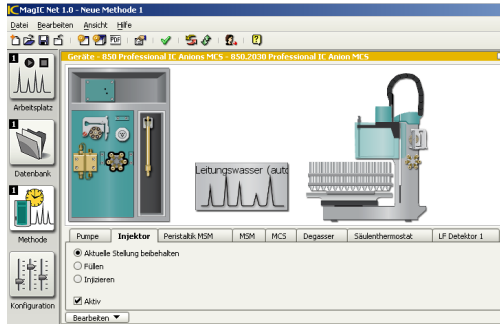 MagIC Net 1.0 - Neue Methode 1
Datei Bearbeiten Ansicht Hilfe
PDF
Geräte - 850 Professional IC Anions MCS - 850.2030 Professional IC Anion MCS
1
Arbeitsplatz
1
Datenbank
1
Methode
Konfiguration
Leitungswasser (auto
Pumpe Injektor Peristaltik MSM MSM MCS Degasser Säulenthermostat LF Detektor 1
Aktuelle Stellung beibehalten
Füllen
Injizieren
Aktiv
Bearbeiten